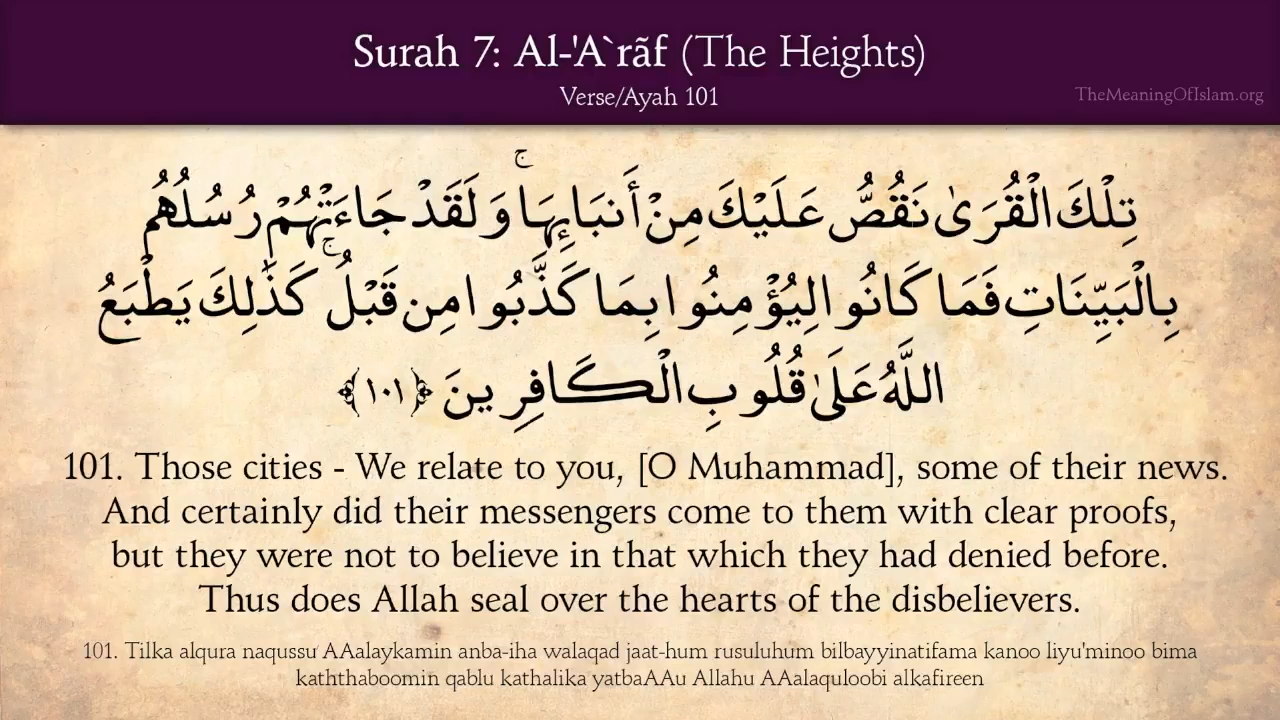 Surah 7: Al-'A`rãf (The Heights)
Verse/Ayah 101
TheMeaningOfIslam.org
تِلْكَ الْقُرَىٰ نَقُصُّ عَلَيْكَ مِنْ أَنبَائِهَا ۚ وَلَقَدْ جَاءَتْهُمْ رُسُلُهُم
بِالْبَيِّنَاتِ فَمَا كَانُوا لِيُؤْمِنُوا بِمَا كَذَّبُوا مِن قَبْلُ ۚ كَذَٰلِكَ يَطْبَعُ
اللَّهُ عَلَىٰ قُلُوبِ الْكَافِرِينَ ﴿١٠١﴾
101. Those cities - We relate to you, [O Muhammad], some of their news.
And certainly did their messengers come to them with clear proofs,
but they were not to believe in that which they had denied before.
Thus does Allah seal over the hearts of the disbelievers.
101. Tilka alqura naqussu AAalaykamin anba-iha walaqad jaat-hum rusuluhum bilbayyinatifama kanoo liyu'minoo bima
kaththaboomin qablu kathalika yatbaAAu Allahu AAalaquloobi alkafireen